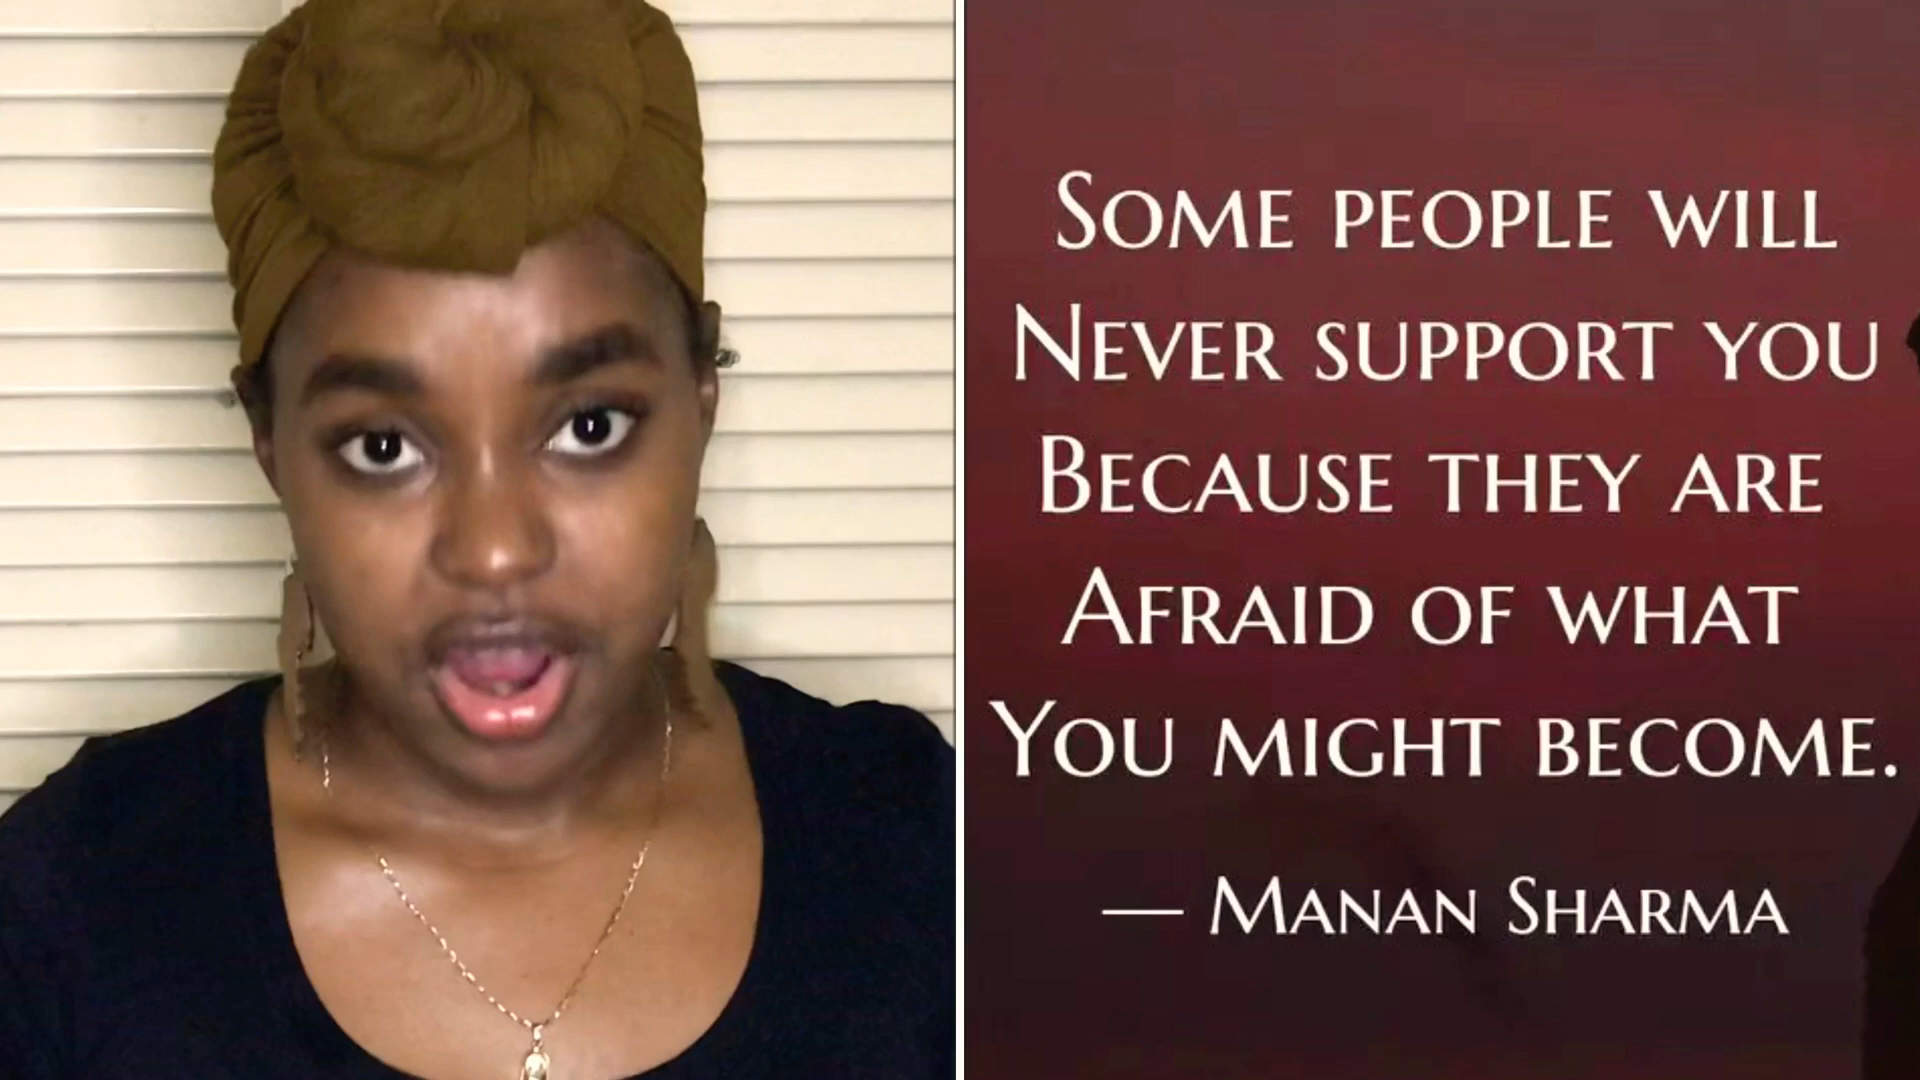 Some people will
Never support you
Because they are
Afraid of what
You might become.
— Manan Sharma